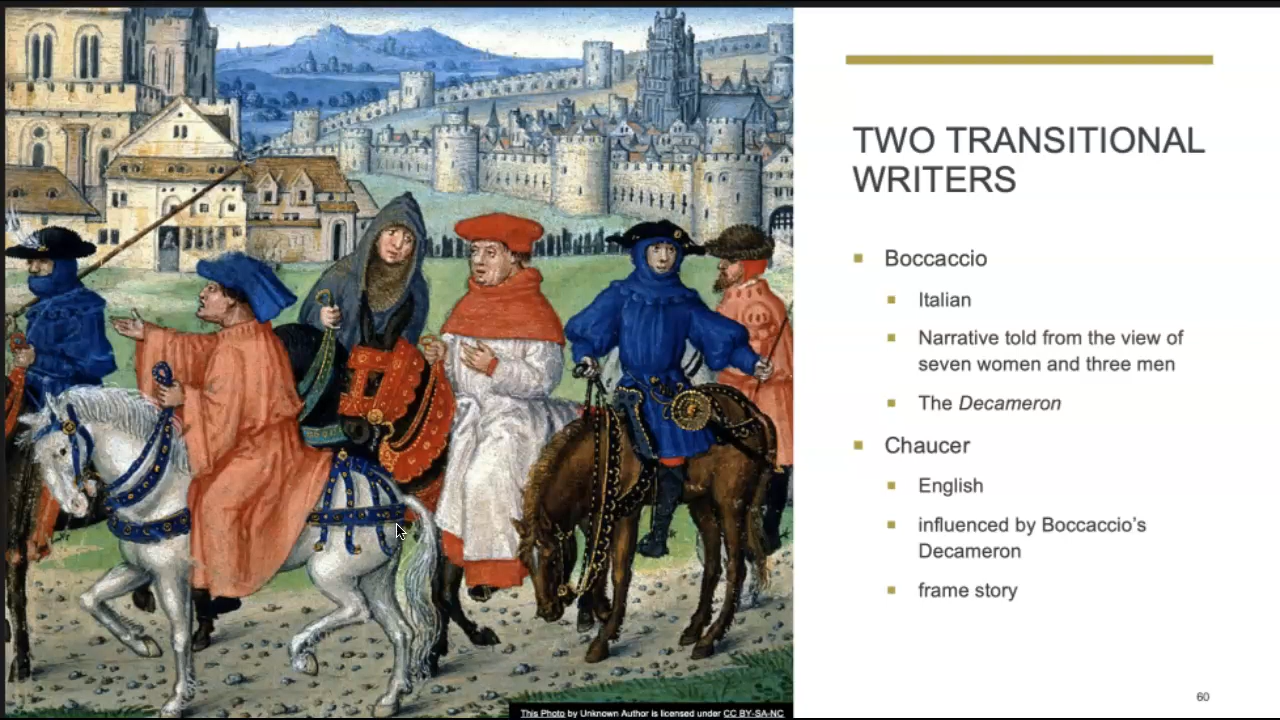 TWO TRANSITIONAL
WRITERS
Boccaccio
Italian
Narrative told from the view of
seven women and three men
The Decameron
Chaucer
English
influenced by Boccaccio's
Decameron
frame story
60
This Photo by Unknown Author is licensed under CC BY-SA-NC